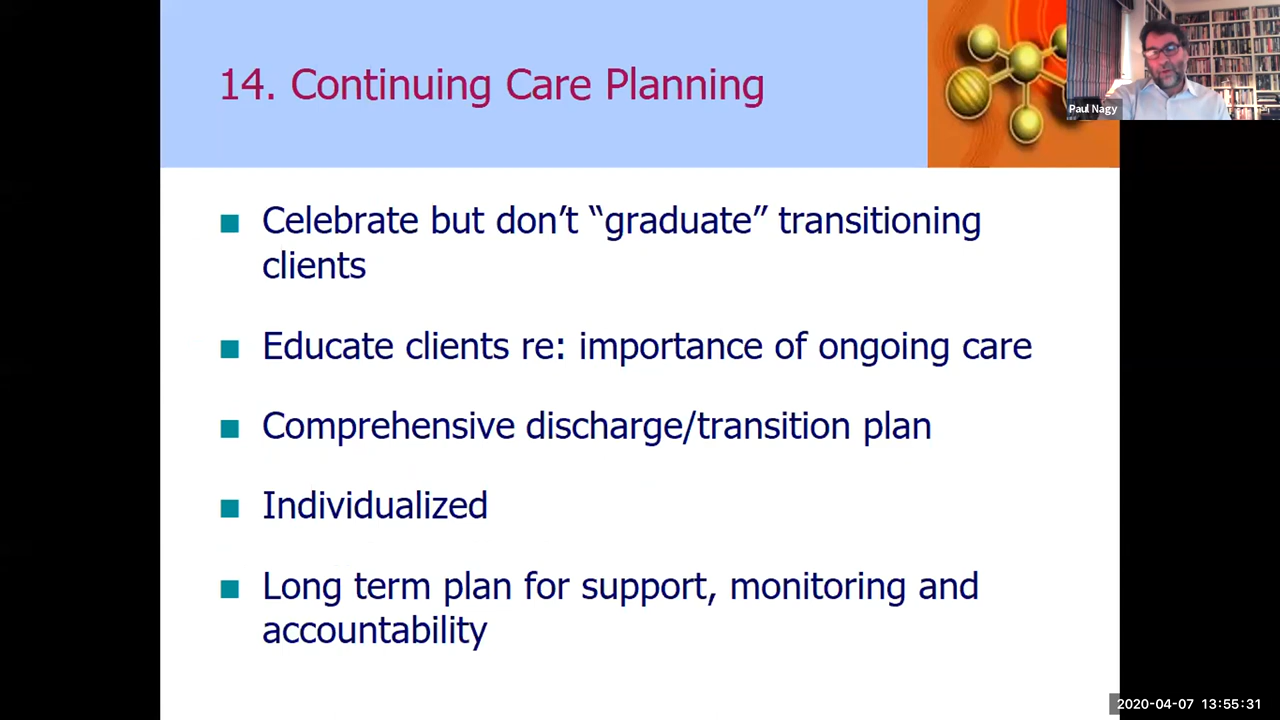 14. Continuing Care Planning
Paul Nagy
■ Celebrate but don’t “graduate” transitioning
clients
■ Educate clients re: importance of ongoing care
■ Comprehensive discharge/transition plan
■ Individualized
■ Long term plan for support, monitoring and
accountability
2020-04-07 13:55:31